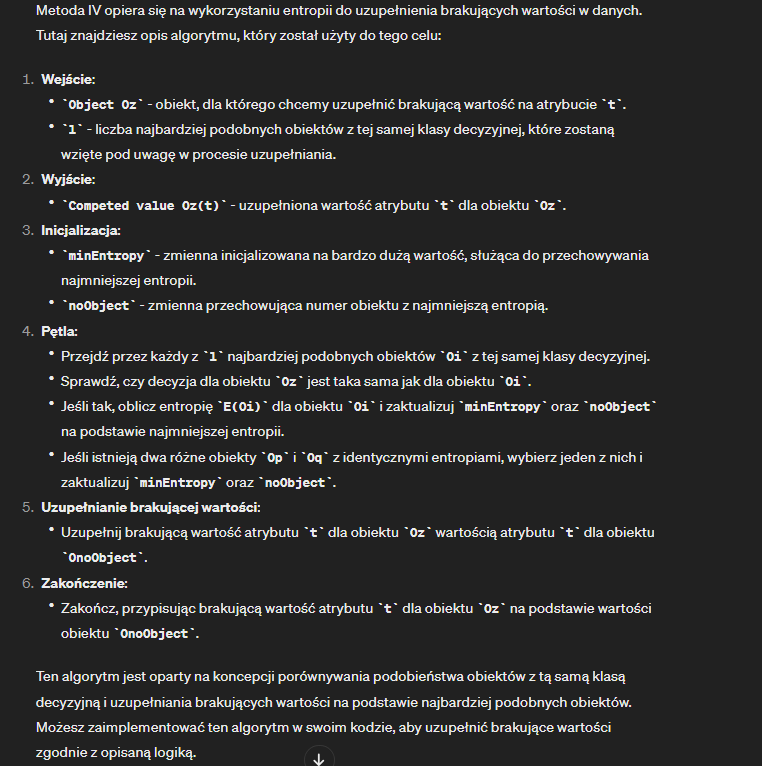 Metoda IV opiera się na wykorzystaniu entropii do uzupełnienia brakujących wartości w danych.
Tutaj znajdziesz opis algorytmu, który został użyty do tego celu:
1. Wejście:
• `Object Oz` - obiekt, dla którego chcemy uzupełnić brakującą wartość na atrybucie `t`.
• `l` - liczba najbardziej podobnych obiektów z tej samej klasy decyzyjnej, które zostaną
wzięte pod uwagę w procesie uzupełniania.
2. Wyjście:
• `Competed value Oz(t)` - uzupełniona wartość atrybutu `t` dla obiektu `Oz`.
3. Inicjalizacja:
• `minEntropy` - zmienna inicjalizowana na bardzo dużą wartość, służąca do przechowywania
najmniejszej entropii.
• `noObject` - zmienna przechowująca numer obiektu z najmniejszą entropią.
4. Pętla:
• Przejdź przez każdy z `l` najbardziej podobnych obiektów `Oi` z tej samej klasy decyzyjnej.
• Sprawdź, czy decyzja dla obiektu `Oz` jest taka sama jak dla obiektu `Oi`.
• Jeśli tak, oblicz entropię `E(Oi)` dla obiektu `Oi` i zaktualizuj `minEntropy` oraz `noObject`
na podstawie najmniejszej entropii.
• Jeśli istnieją dwa różne obiekty `Op` i `Oq` z identycznymi entropiami, wybierz jeden z nich i
zaktualizuj `minEntropy` oraz `noObject`.
5. Uzupełnianie brakującej wartości:
• Uzupełnij brakującą wartość atrybutu `t` dla obiektu `Oz` wartością atrybutu `t` dla obiektu
`OnoObject`.
6. Zakończenie:
• Zakończ, przypisując brakującą wartość atrybutu `t` dla obiektu `Oz` na podstawie wartości
obiektu `OnoObject`.
Ten algorytm jest oparty na koncepcji porównywania podobieństwa obiektów z tą samą klasą
decyzyjną i uzupełniania brakujących wartości na podstawie najbardziej podobnych obiektów.
Możesz zaimplementować ten algorytm w swoim kodzie, aby uzupełnić brakujące wartości
zgodnie z opisaną logiką.